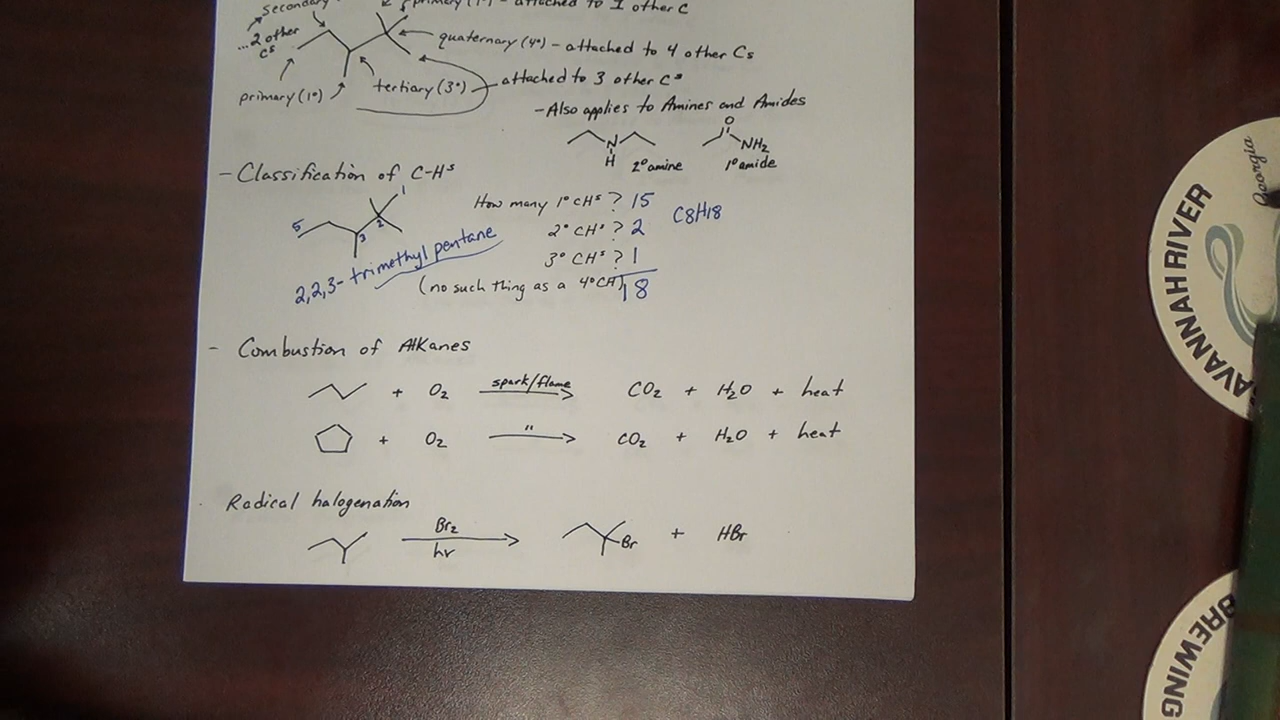 secondary
primary (1°) - attached to 1 other C
...2 other
Cs
quaternary (4°) - attached to 4 other Cs
primary (1°)
tertiary (3°)
attached to 3 other Cs
- Also applies to Amines and Amides
N
H
2° amine
O
NH2
1° amide
- Classification of C-Hs
1
2
3
5
2,2,3-trimethyl pentane
How many 1° CHs? 15
C8H18
2° CHs? 2
3° CHs? 1
(no such thing as a 4° CH)
18
- Combustion of Alkanes
+ O2 spark/flame CO2 + H2O + heat
+ O2 " CO2 + H2O + heat
Radical halogenation
Br2
hν
Br + HBr
Georgia
SAVANNAH RIVER
BREWING